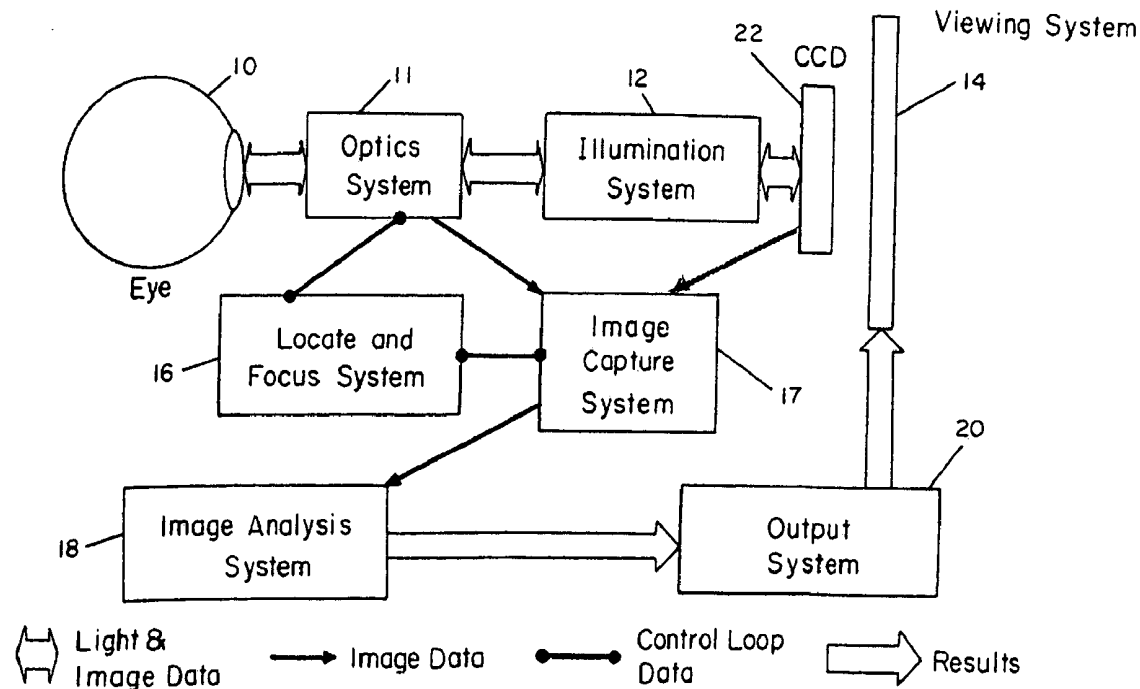 Viewing System
22
CCD
10
11
12
14
Optics
System
Illumination
System
Eye
Locate and
Focus System
16
Image
Capture
System
17
20
Image Analysis
System
18
Output
System
Light &
Image Data
Image Data
Control Loop
Data
Results